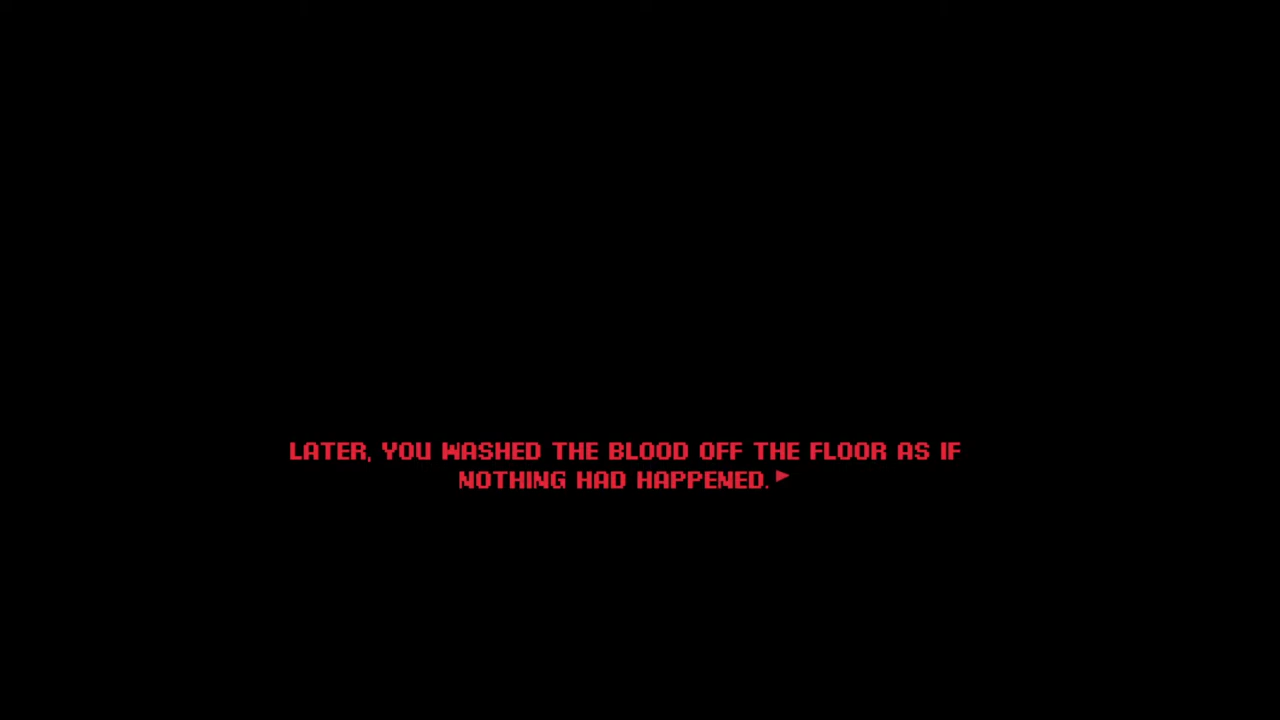 LATER, YOU WASHED THE BLOOD OFF THE FLOOR AS IF
NOTHING HAD HAPPENED.